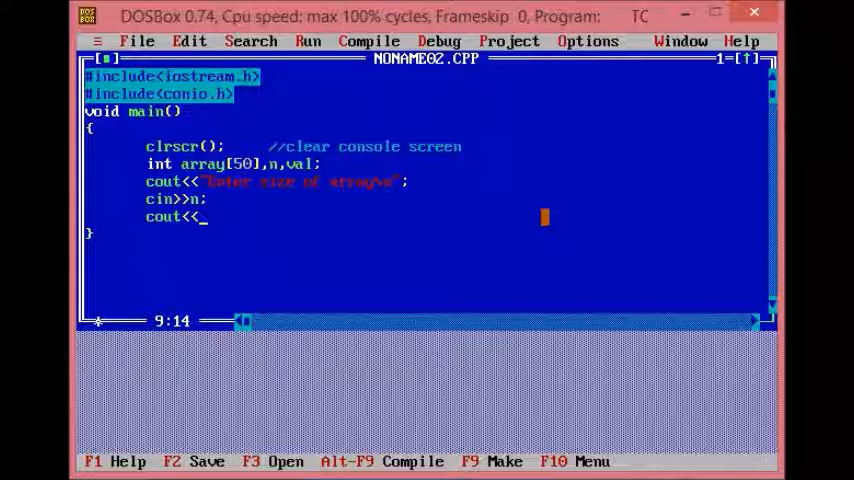 DOS
BOX
DOSBox 0.74, Cpu speed: max 100% cycles, Frameskip 0, Program: TC
≡ File Edit Search Run Compile Debug Project Options Window Help
[■] NONAME02.CPP 1=[↑]
#include<iostream.h>
#include<conio.h>
void main()
{
clrscr(); //clear console screen
int array[50],n,val;
cout<<"Enter size of array\n";
cin>>n;
cout<<_
}
9:14
F1 Help F2 Save F3 Open Alt-F9 Compile F9 Make F10 Menu